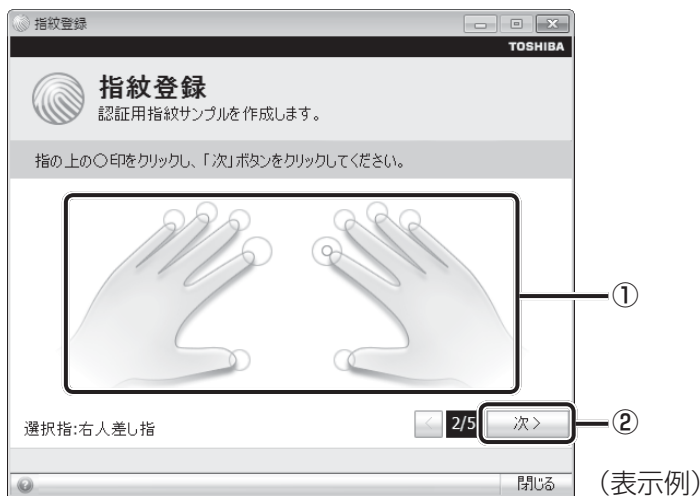 指紋登録
TOSHIBA
指紋登録
認証用指紋サンプルを作成します。
指の上の○印をクリックし、「次」ボタンをクリックしてください。
①
選択指:右人差し指
< 2/5 次 >
②
閉じる
（表示例）